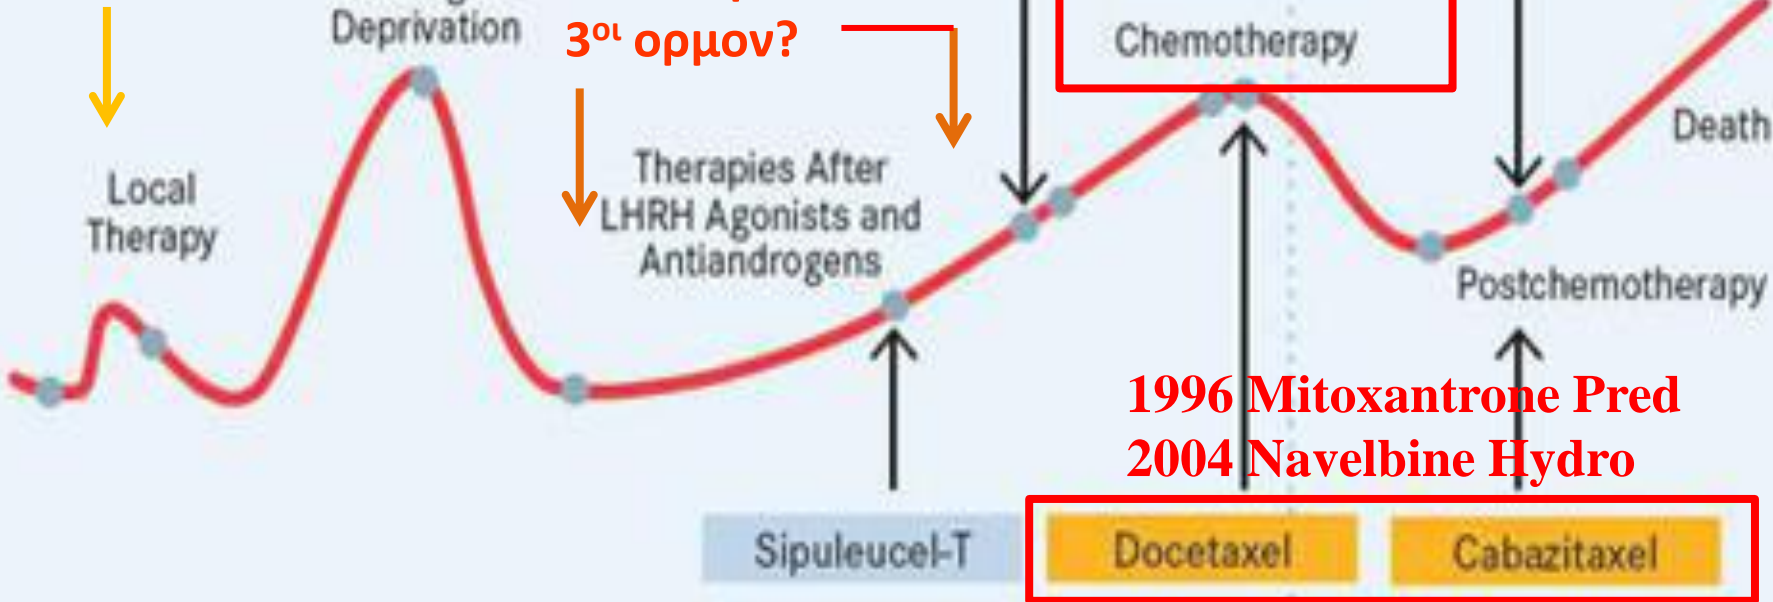 Deprivation
3οι ορμον?
Chemotherapy
Death
Therapies After
LHRH Agonists and
Antiandrogens
Local
Therapy
Postchemotherapy
1996 Mitoxantrone Pred
2004 Navelbine Hydro
Sipuleucel-T
Docetaxel
Cabazitaxel